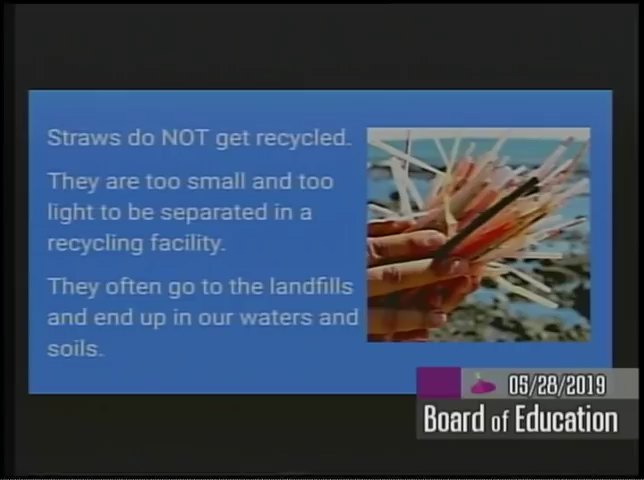 Straws do NOT get recycled.
They are too small and too
light to be separated in a
recycling facility.
They often go to the landfills
and end up in our waters and
soils.
05/28/2019
Board of Education